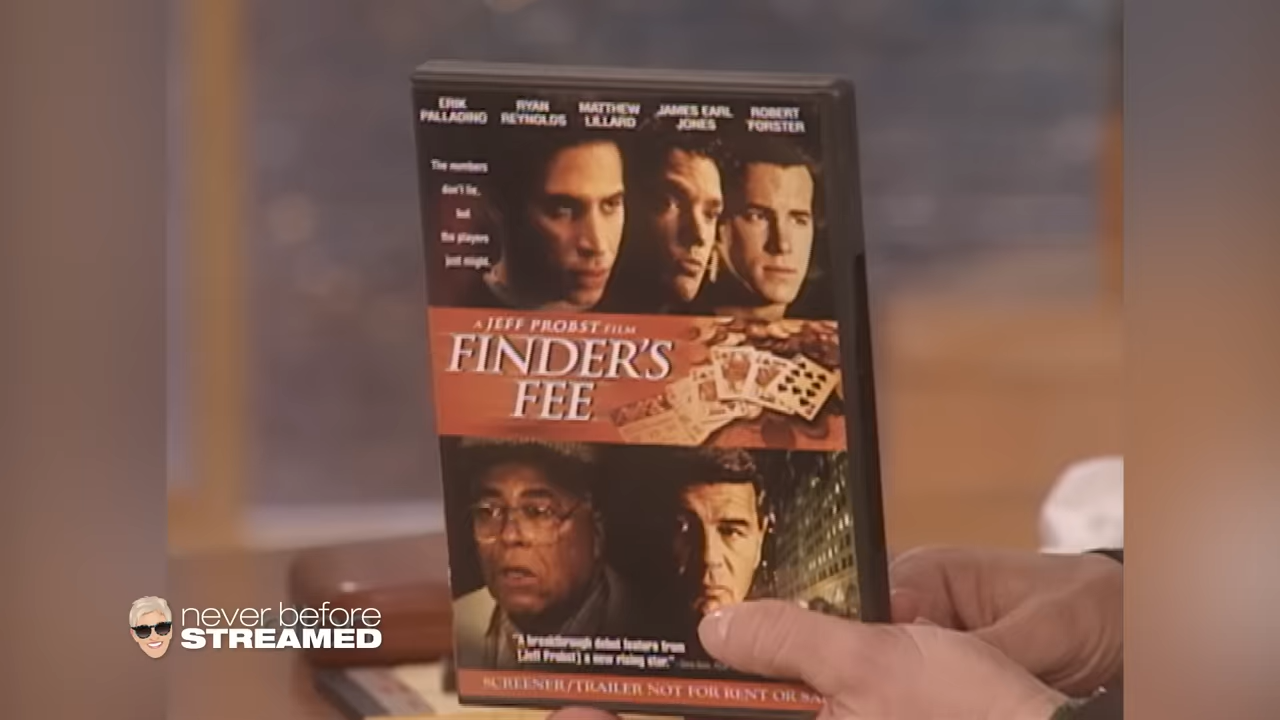 ERIK
PALLADINO
RYAN
REYNOLDS
MATTHEW
LILLARD
JAMES EARL
JONES
ROBERT
FORSTER
The numbers
don't lie,
but
the players
just might.
A JEFF PROBST FILM
FINDER'S
FEE
"A breakthrough debut feature from
[Jeff Probst] a new rising star."
SCREENER/TRAILER NOT FOR RENT OR SA
never before
STREAMED